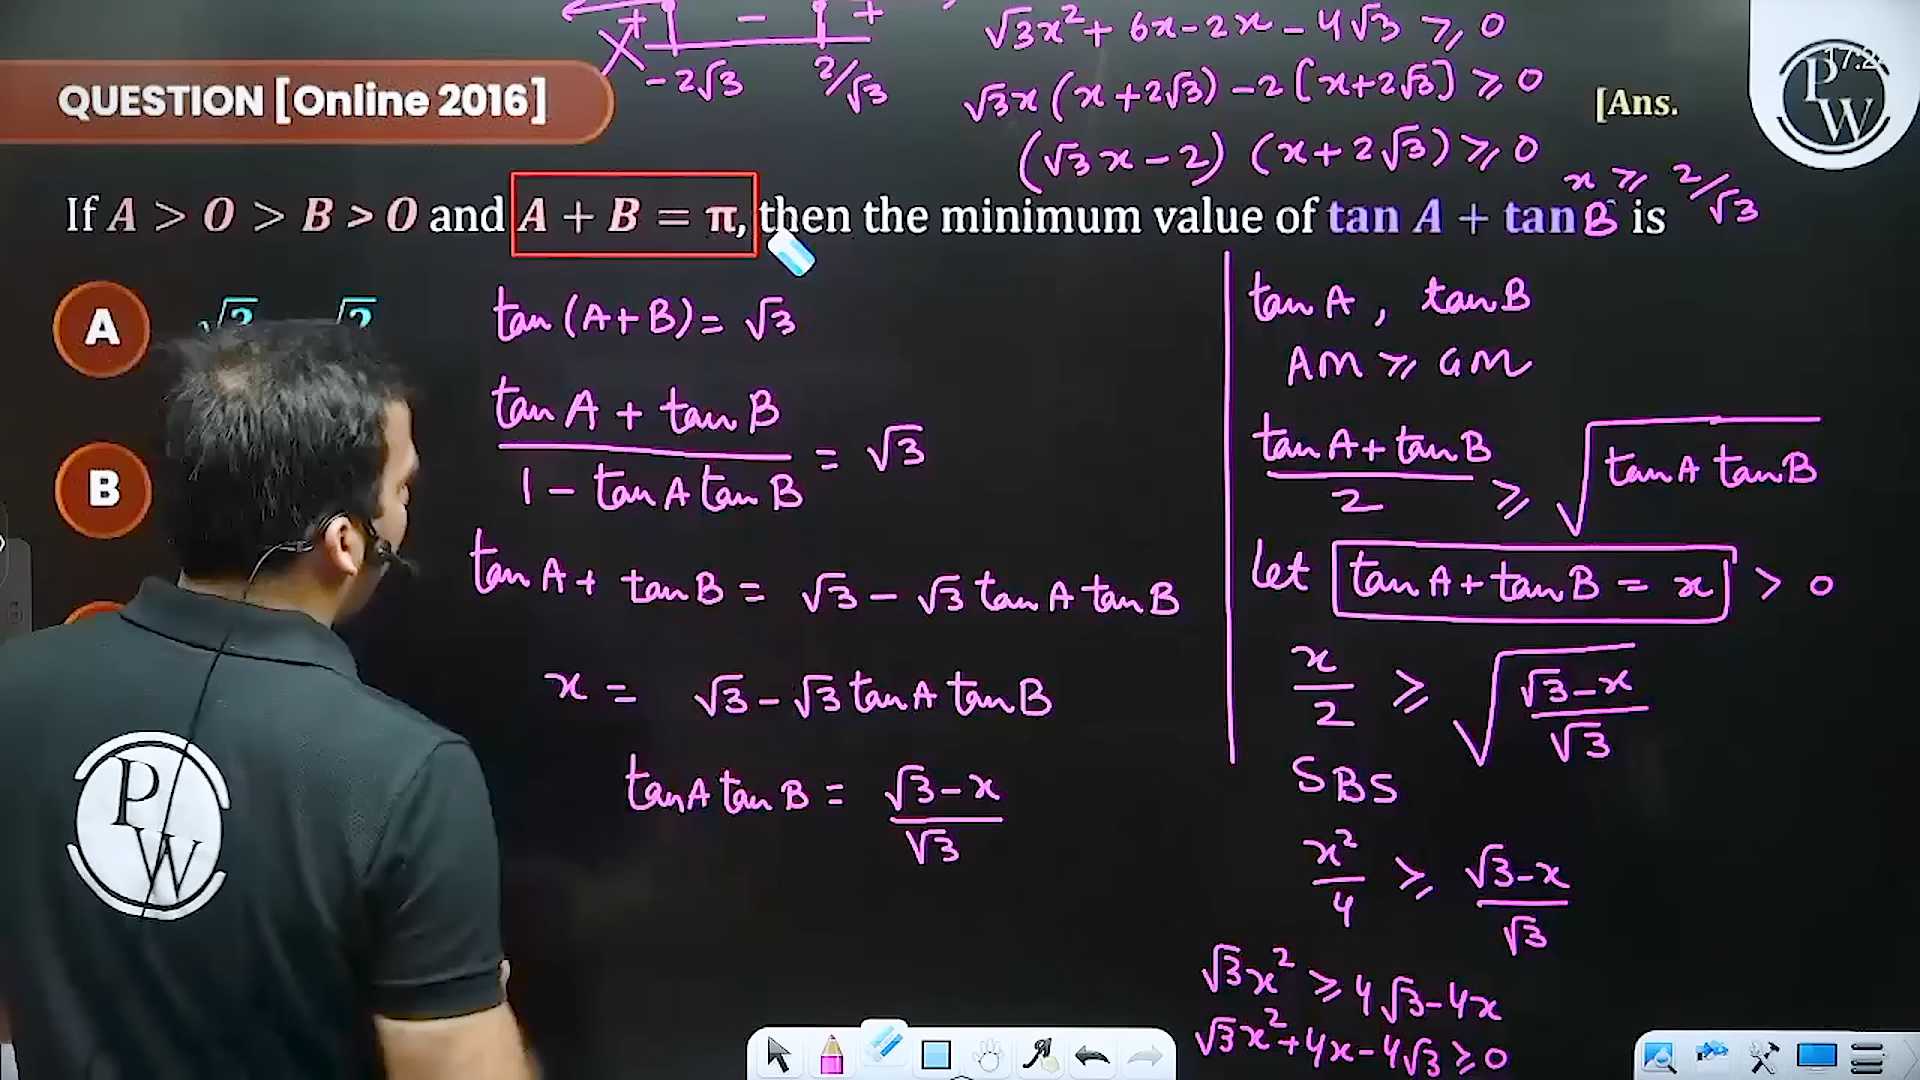 + − +
−2√3 2/√3
√3x² + 6x − 2x − 4√3 ≥ 0
√3x (x + 2√3) − 2 [x + 2√3] ≥ 0
(√3x − 2) (x + 2√3) ≥ 0
x ≥ 2/√3
QUESTION [Online 2016]
[Ans.
17:2
PW
If A > O > B > O and A + B = π, then the minimum value of tan A + tan B is
A
B
tan (A + B) = √3
(tan A + tan B)/(1 − tan A tan B) = √3
tan A + tan B = √3 − √3 tan A tan B
x = √3 − √3 tan A tan B
tan A tan B = (√3 − x)/√3
tan A , tan B
AM ≥ GM
(tan A + tan B)/2 ≥ √(tan A tan B)
Let tan A + tan B = x > 0
x/2 ≥ √((√3 − x)/√3)
SBS
x²/4 ≥ (√3 − x)/√3
√3x² ≥ 4√3 − 4x
√3x² + 4x − 4√3 ≥ 0
PW